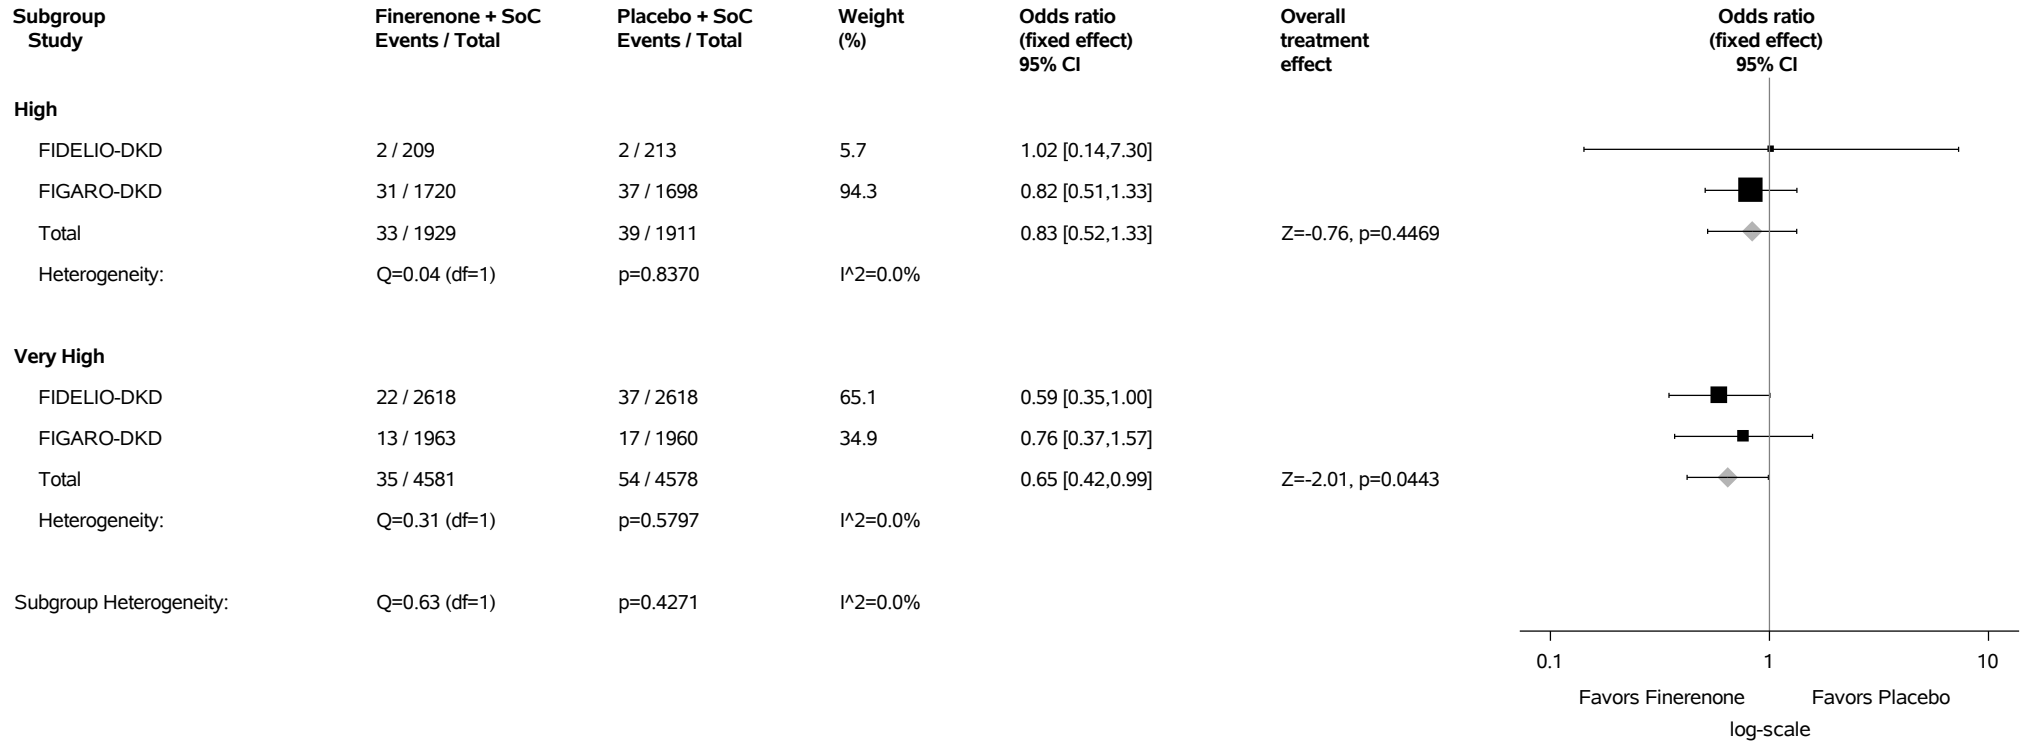 Subgroup Finerenone + SoC Placebo + SoC Weight Odds ratio Overall Odds ratio
Study Events / Total Events / Total (%) (fixed effect) treatment (fixed effect)
95% CI effect 95% CI
High
FIDELIO-DKD 2 / 209 2 / 213 5.7 1.02 [0.14,7.30]
FIGARO-DKD 31 / 1720 37 / 1698 94.3 0.82 [0.51,1.33]
Total 33 / 1929 39 / 1911 0.83 [0.52,1.33] Z=-0.76, p=0.4469
Heterogeneity: Q=0.04 (df=1) p=0.8370 I^2=0.0%
Very High
FIDELIO-DKD 22 / 2618 37 / 2618 65.1 0.59 [0.35,1.00]
FIGARO-DKD 13 / 1963 17 / 1960 34.9 0.76 [0.37,1.57]
Total 35 / 4581 54 / 4578 0.65 [0.42,0.99] Z=-2.01, p=0.0443
Heterogeneity: Q=0.31 (df=1) p=0.5797 I^2=0.0%
Subgroup Heterogeneity: Q=0.63 (df=1) p=0.4271 I^2=0.0%
0.1 1 10
Favors Finerenone Favors Placebo
log-scale